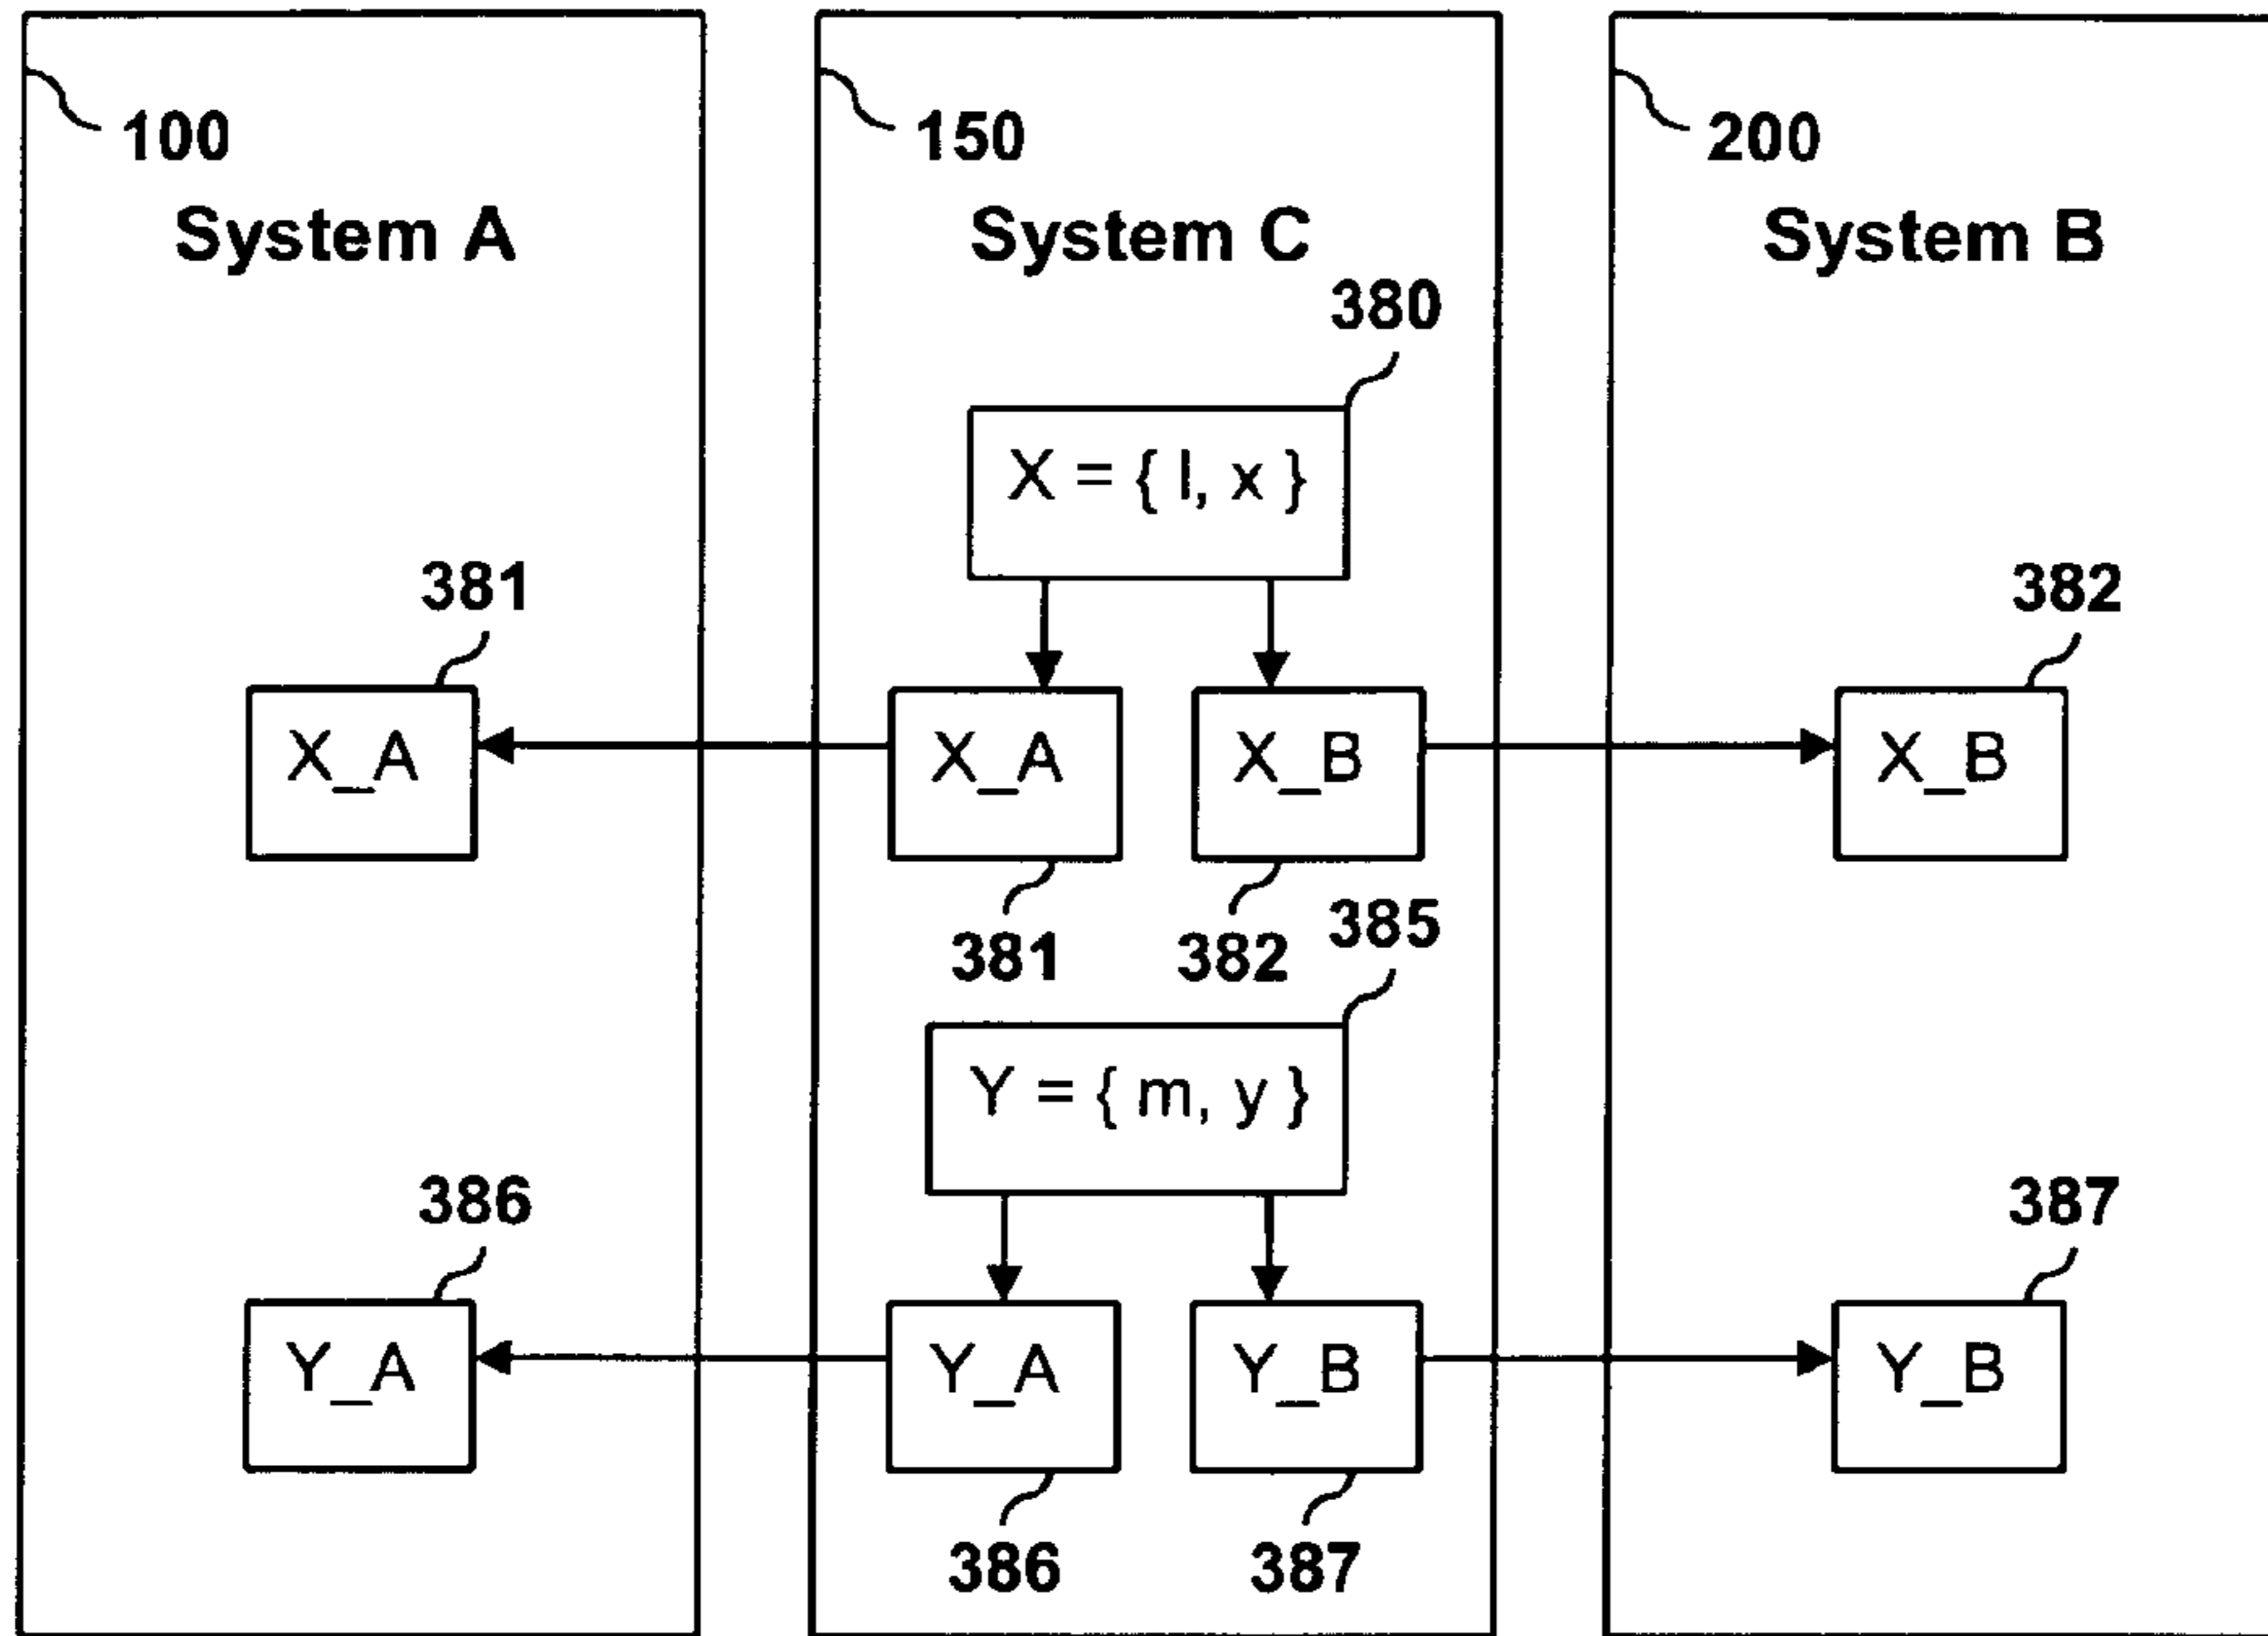 100
150
200
System A
System C
System B
380
X = { l, x }
381
382
X_A
X_A
X_B
X_B
381
382
385
Y = { m, y }
386
387
Y_A
Y_A
Y_B
Y_B
386
387